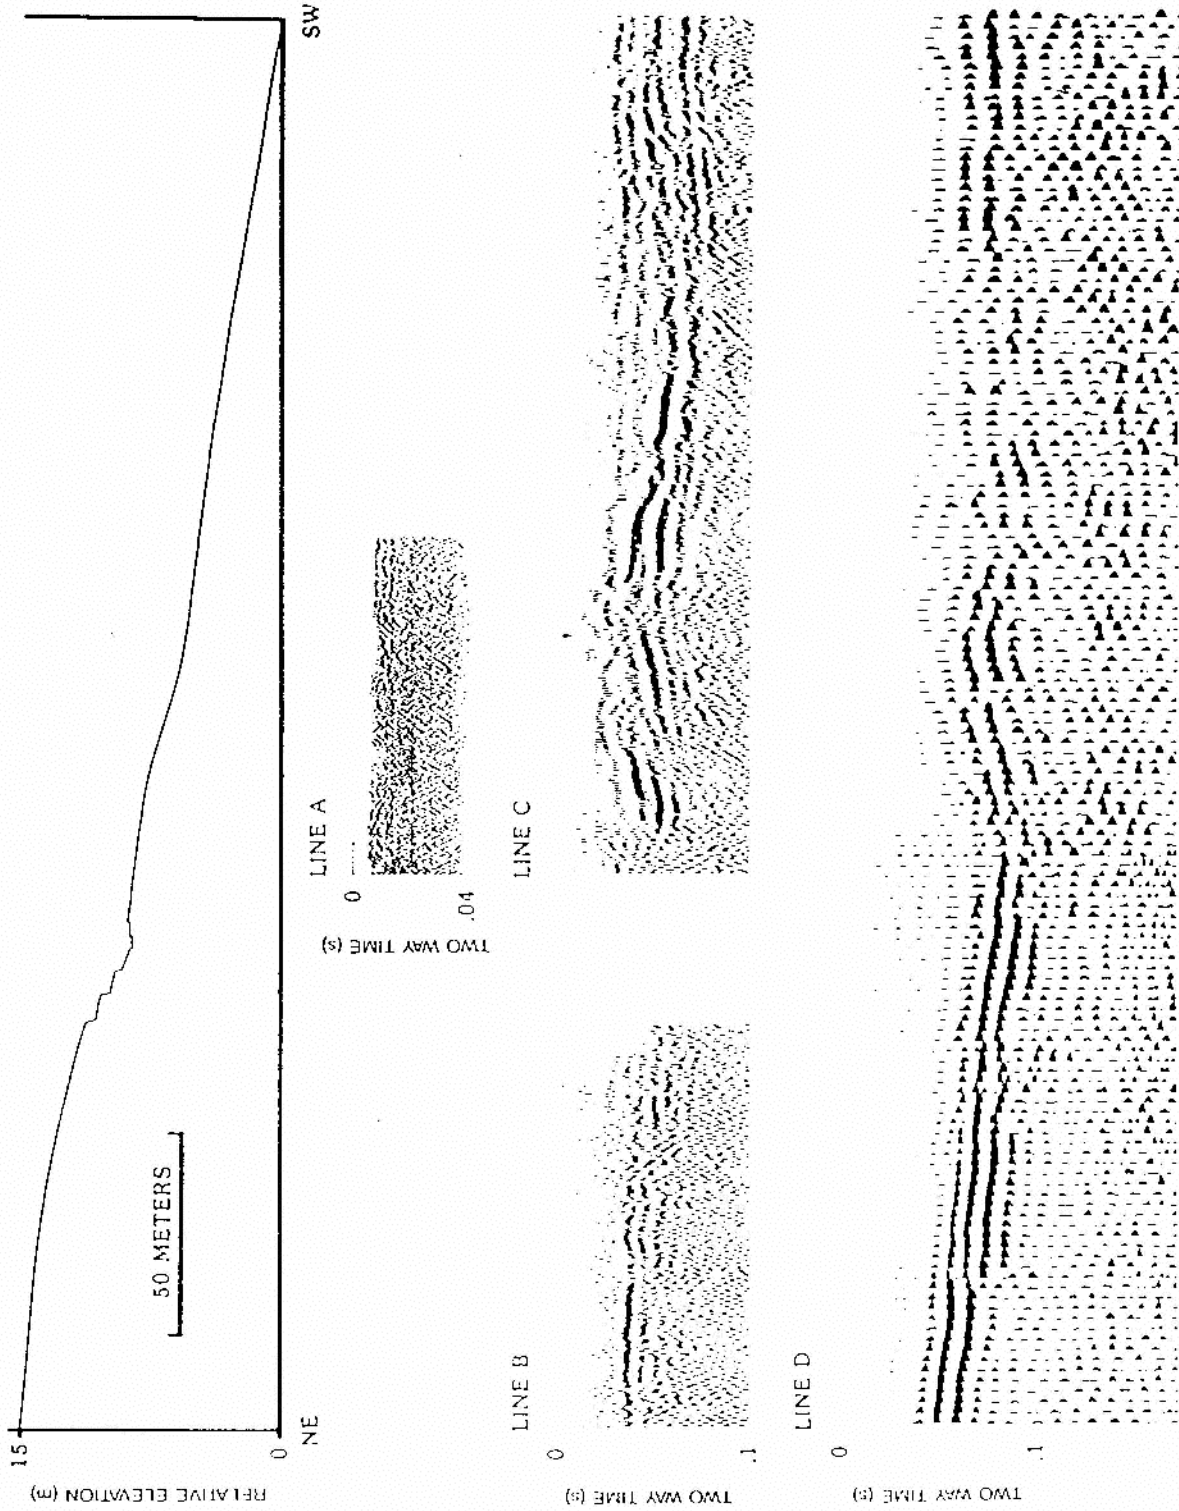 15
0
RELATIVE ELEVATION (m)
NE
SW
50 METERS
LINE A
0
.04
TWO WAY TIME (s)
LINE B
LINE C
0
.1
TWO WAY TIME (s)
LINE D
0
.1
TWO WAY TIME (s)